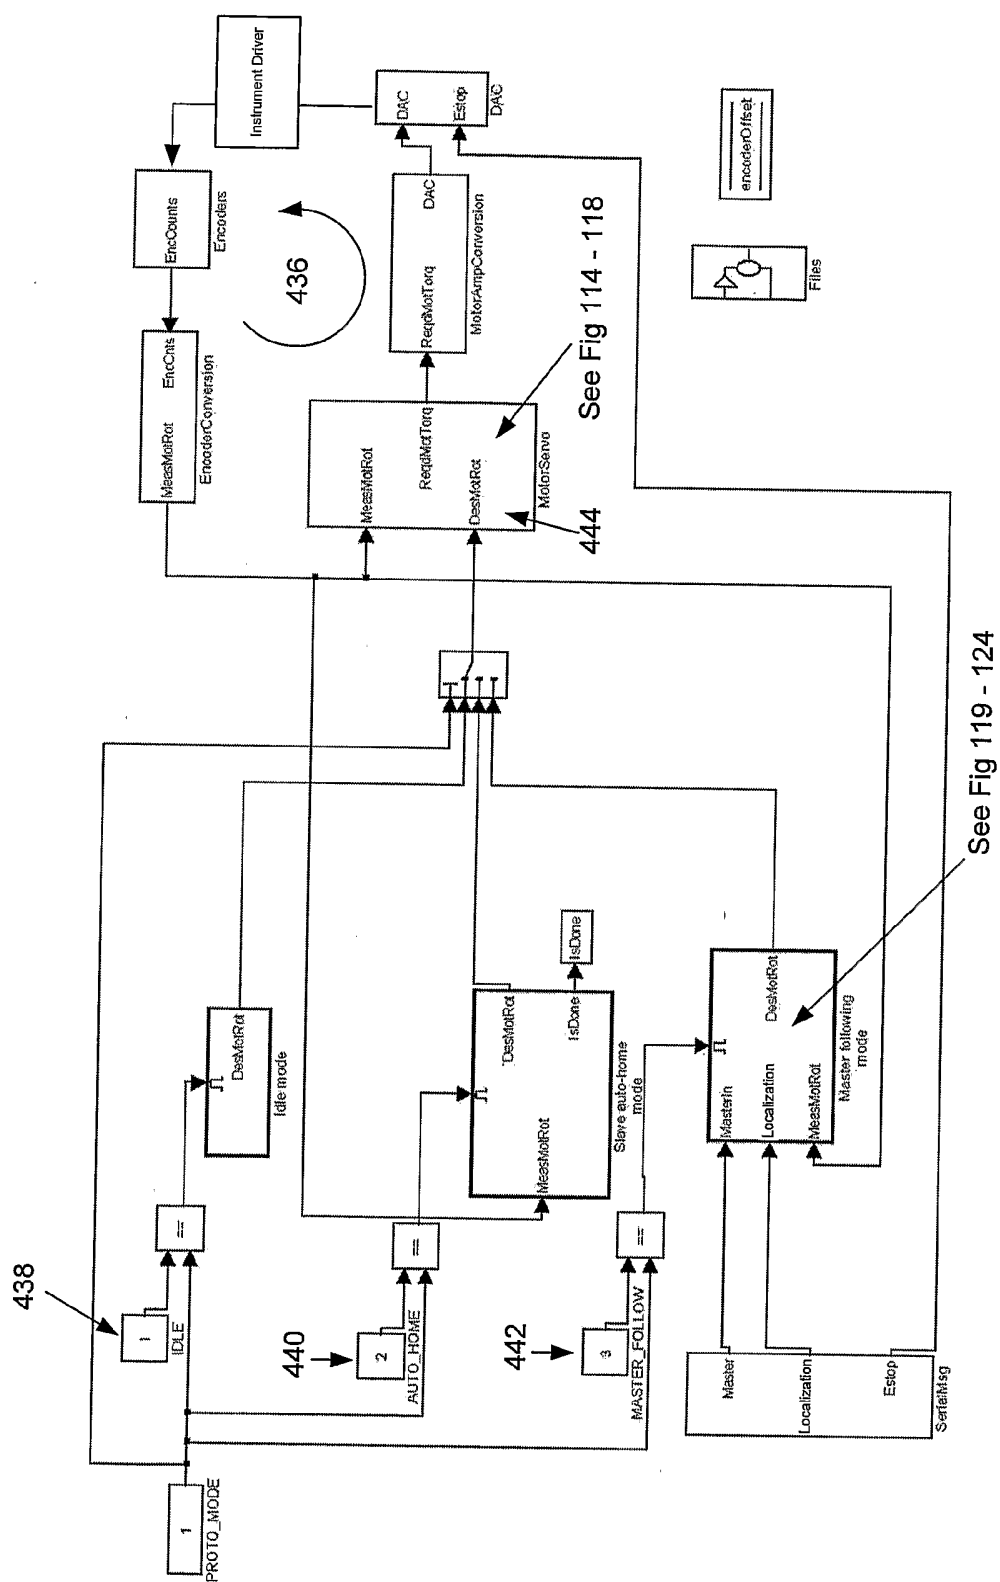 PROTO_MODE
1
438
1
IDLE
==
DesMotRot
Idle mode
440
2
AUTO_HOME
==
MeasMotRot
DesMotRot
IsDone
IsDone
Slave auto-home
mode
442
3
MASTER_FOLLOW
==
MasterIn
Localization
MeasMotRot
DesMotRot
Master following
mode
See Fig 119 - 124
Master
Localization
Estop
SerialMsg
MeasMotRot
ReqdMotTorq
DesMotRot
MotorServo
444
See Fig 114 - 118
MeasMotRot
EncCnts
EncoderConversion
EncCounts
Encoders
436
ReqdMotTorq
DAC
MotorAmpConversion
DAC
Estop
DAC
Instrument Driver
encoderOffset
Files